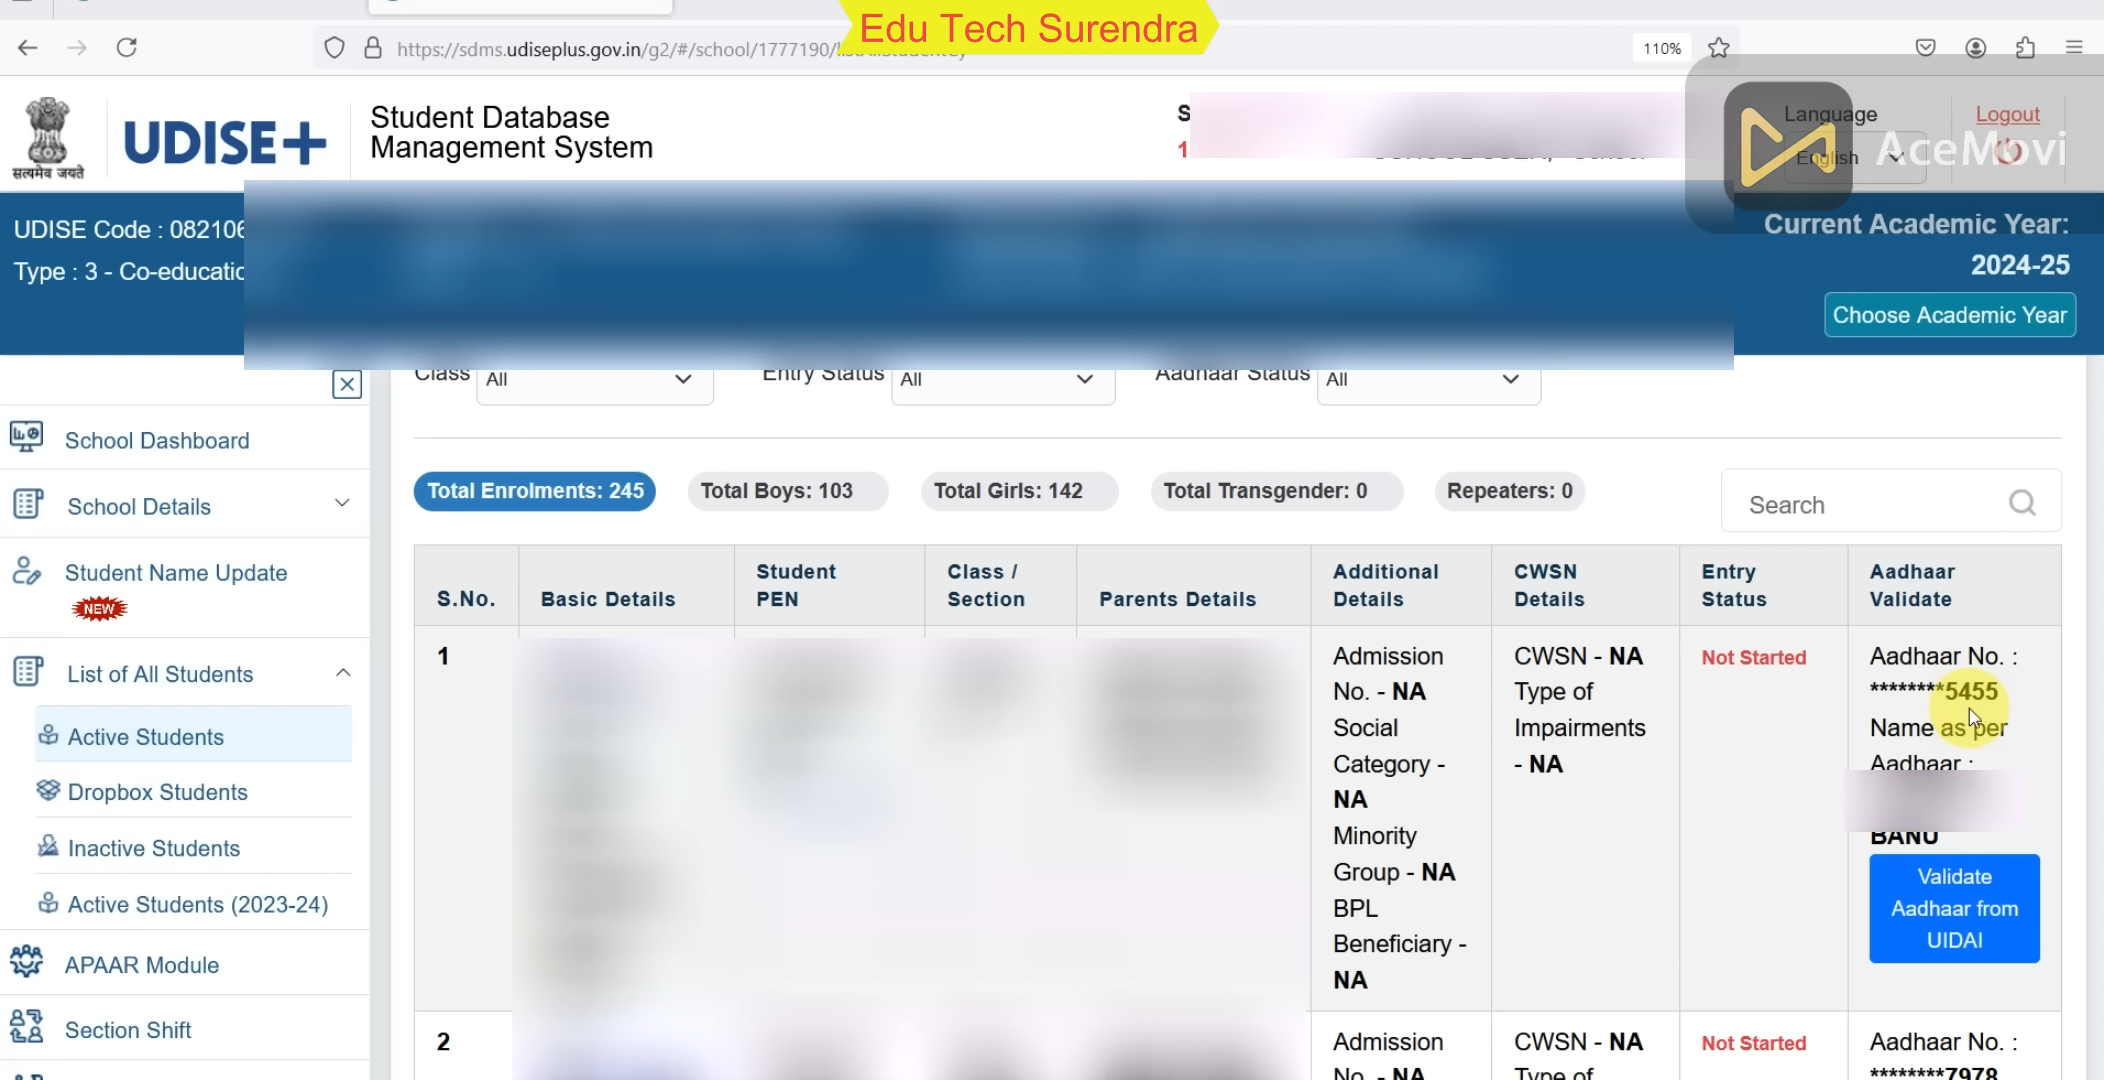 Edu Tech Surendra
https://sdms.udiseplus.gov.in/g2/#/school/1777190/
110%
सत्यमेव जयते
UDISE+
Student Database
Management System
S
1
Language
English
Logout
AceMovi
UDISE Code : 082106
Type : 3 - Co-educatio
Current Academic Year:
2024-25
Choose Academic Year
Class All
Entry Status All
Aadhaar Status All
School Dashboard
School Details
Student Name Update
NEW
List of All Students
Active Students
Dropbox Students
Inactive Students
Active Students (2023-24)
APAAR Module
Section Shift
Total Enrolments: 245
Total Boys: 103
Total Girls: 142
Total Transgender: 0
Repeaters: 0
Search
S.No.
Basic Details
Student
PEN
Class /
Section
Parents Details
Additional
Details
CWSN
Details
Entry
Status
Aadhaar
Validate
1
Admission
No. - NA
Social
Category -
NA
Minority
Group - NA
BPL
Beneficiary -
NA
CWSN - NA
Type of
Impairments
- NA
Not Started
Aadhaar No. :
********5455
Name as per
Aadhaar :
BANU
Validate
Aadhaar from
UIDAI
2
Admission
No. - NA
CWSN - NA
Type of
Not Started
Aadhaar No. :
********7978